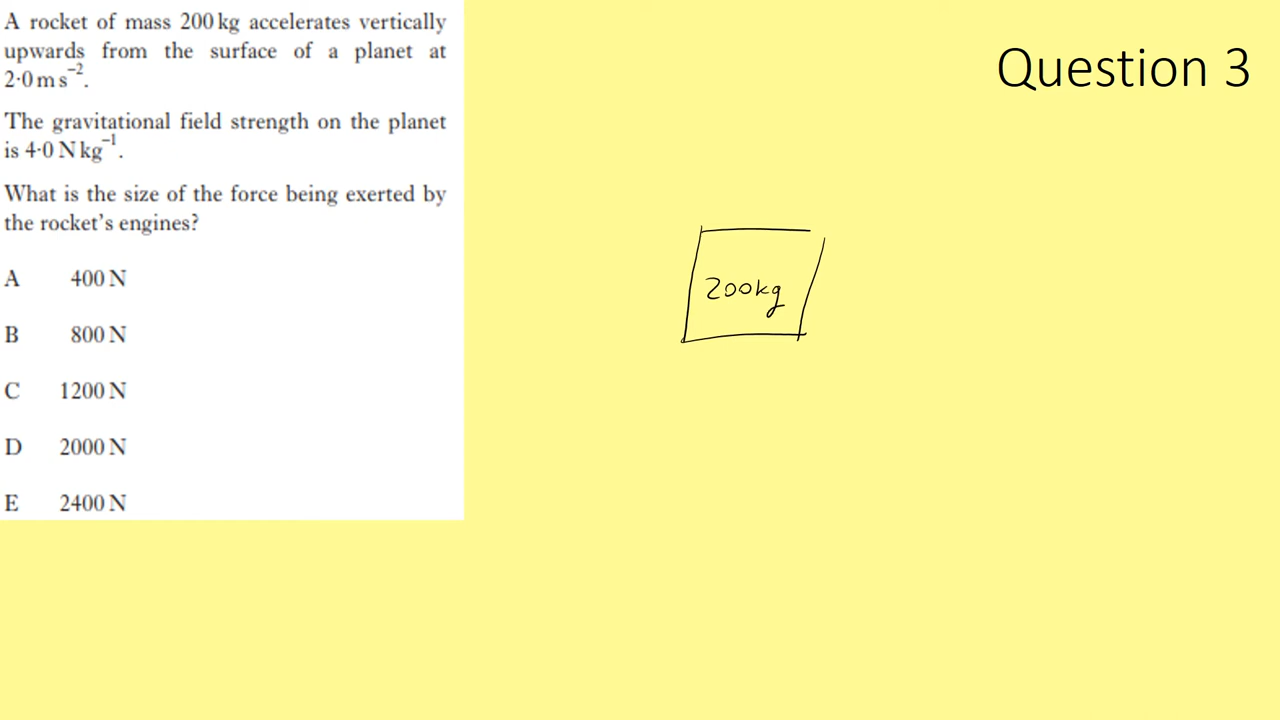 A rocket of mass 200 kg accelerates vertically
upwards from the surface of a planet at
2·0 m s⁻².
The gravitational field strength on the planet
is 4·0 N kg⁻¹.
What is the size of the force being exerted by
the rocket's engines?
A 400 N
B 800 N
C 1200 N
D 2000 N
E 2400 N
Question 3
200kg